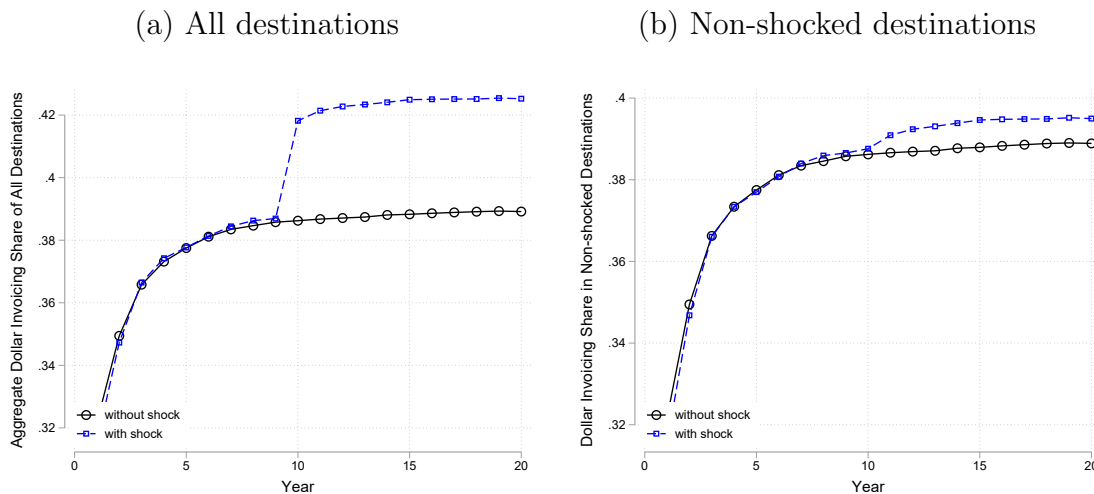 (a) All destinations
Aggregate Dollar Invoicing Share of All Destinations
.42
.4
.38
.36
.34
.32
without shock
with shock
0 5 10 15 20
Year
(b) Non-shocked destinations
Dollar Invoicing Share in Non-shocked Destinations
.4
.38
.36
.34
.32
without shock
with shock
0 5 10 15 20
Year